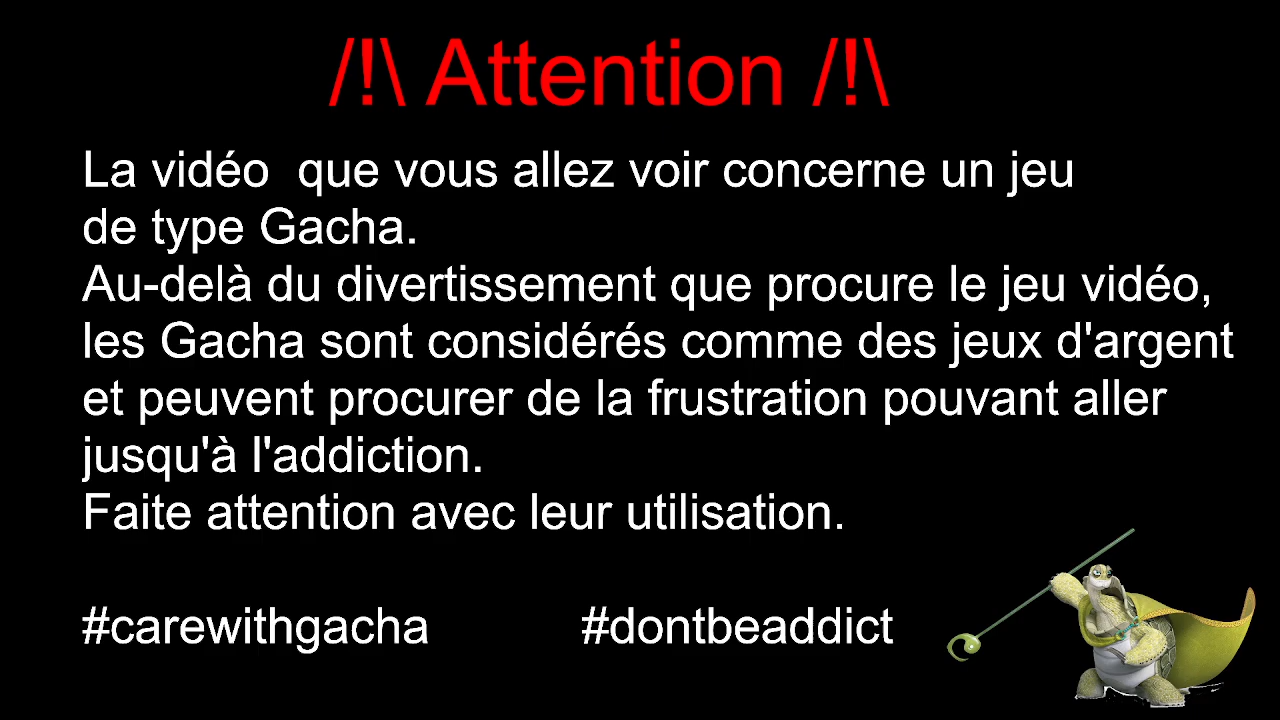 /!\ Attention /!\
La vidéo  que vous allez voir concerne un jeu
de type Gacha.
Au-delà du divertissement que procure le jeu vidéo,
les Gacha sont considérés comme des jeux d'argent
et peuvent procurer de la frustration pouvant aller
jusqu'à l'addiction.
Faite attention avec leur utilisation.
#carewithgacha #dontbeaddict